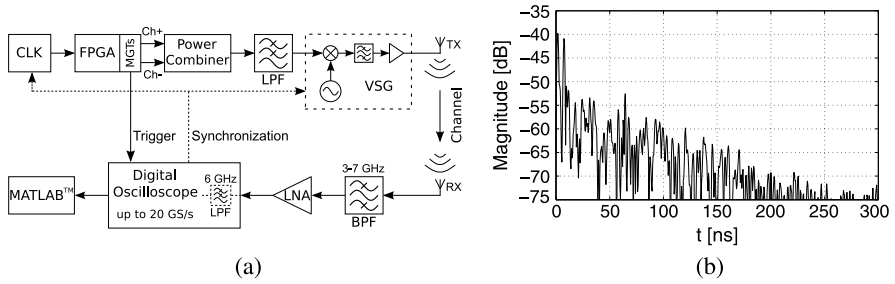 CLK
FPGA
MGTs
Ch+
Ch-
Power
Combiner
LPF
VSG
TX
Channel
Trigger
Synchronization
MATLAB™
Digital
Oscilloscope
up to 20 GS/s
6 GHz
LPF
LNA
3-7 GHz
BPF
RX
(a)
Magnitude [dB]
−35
−40
−45
−50
−55
−60
−65
−70
−75
0 50 100 150 200 250 300
t [ns]
(b)